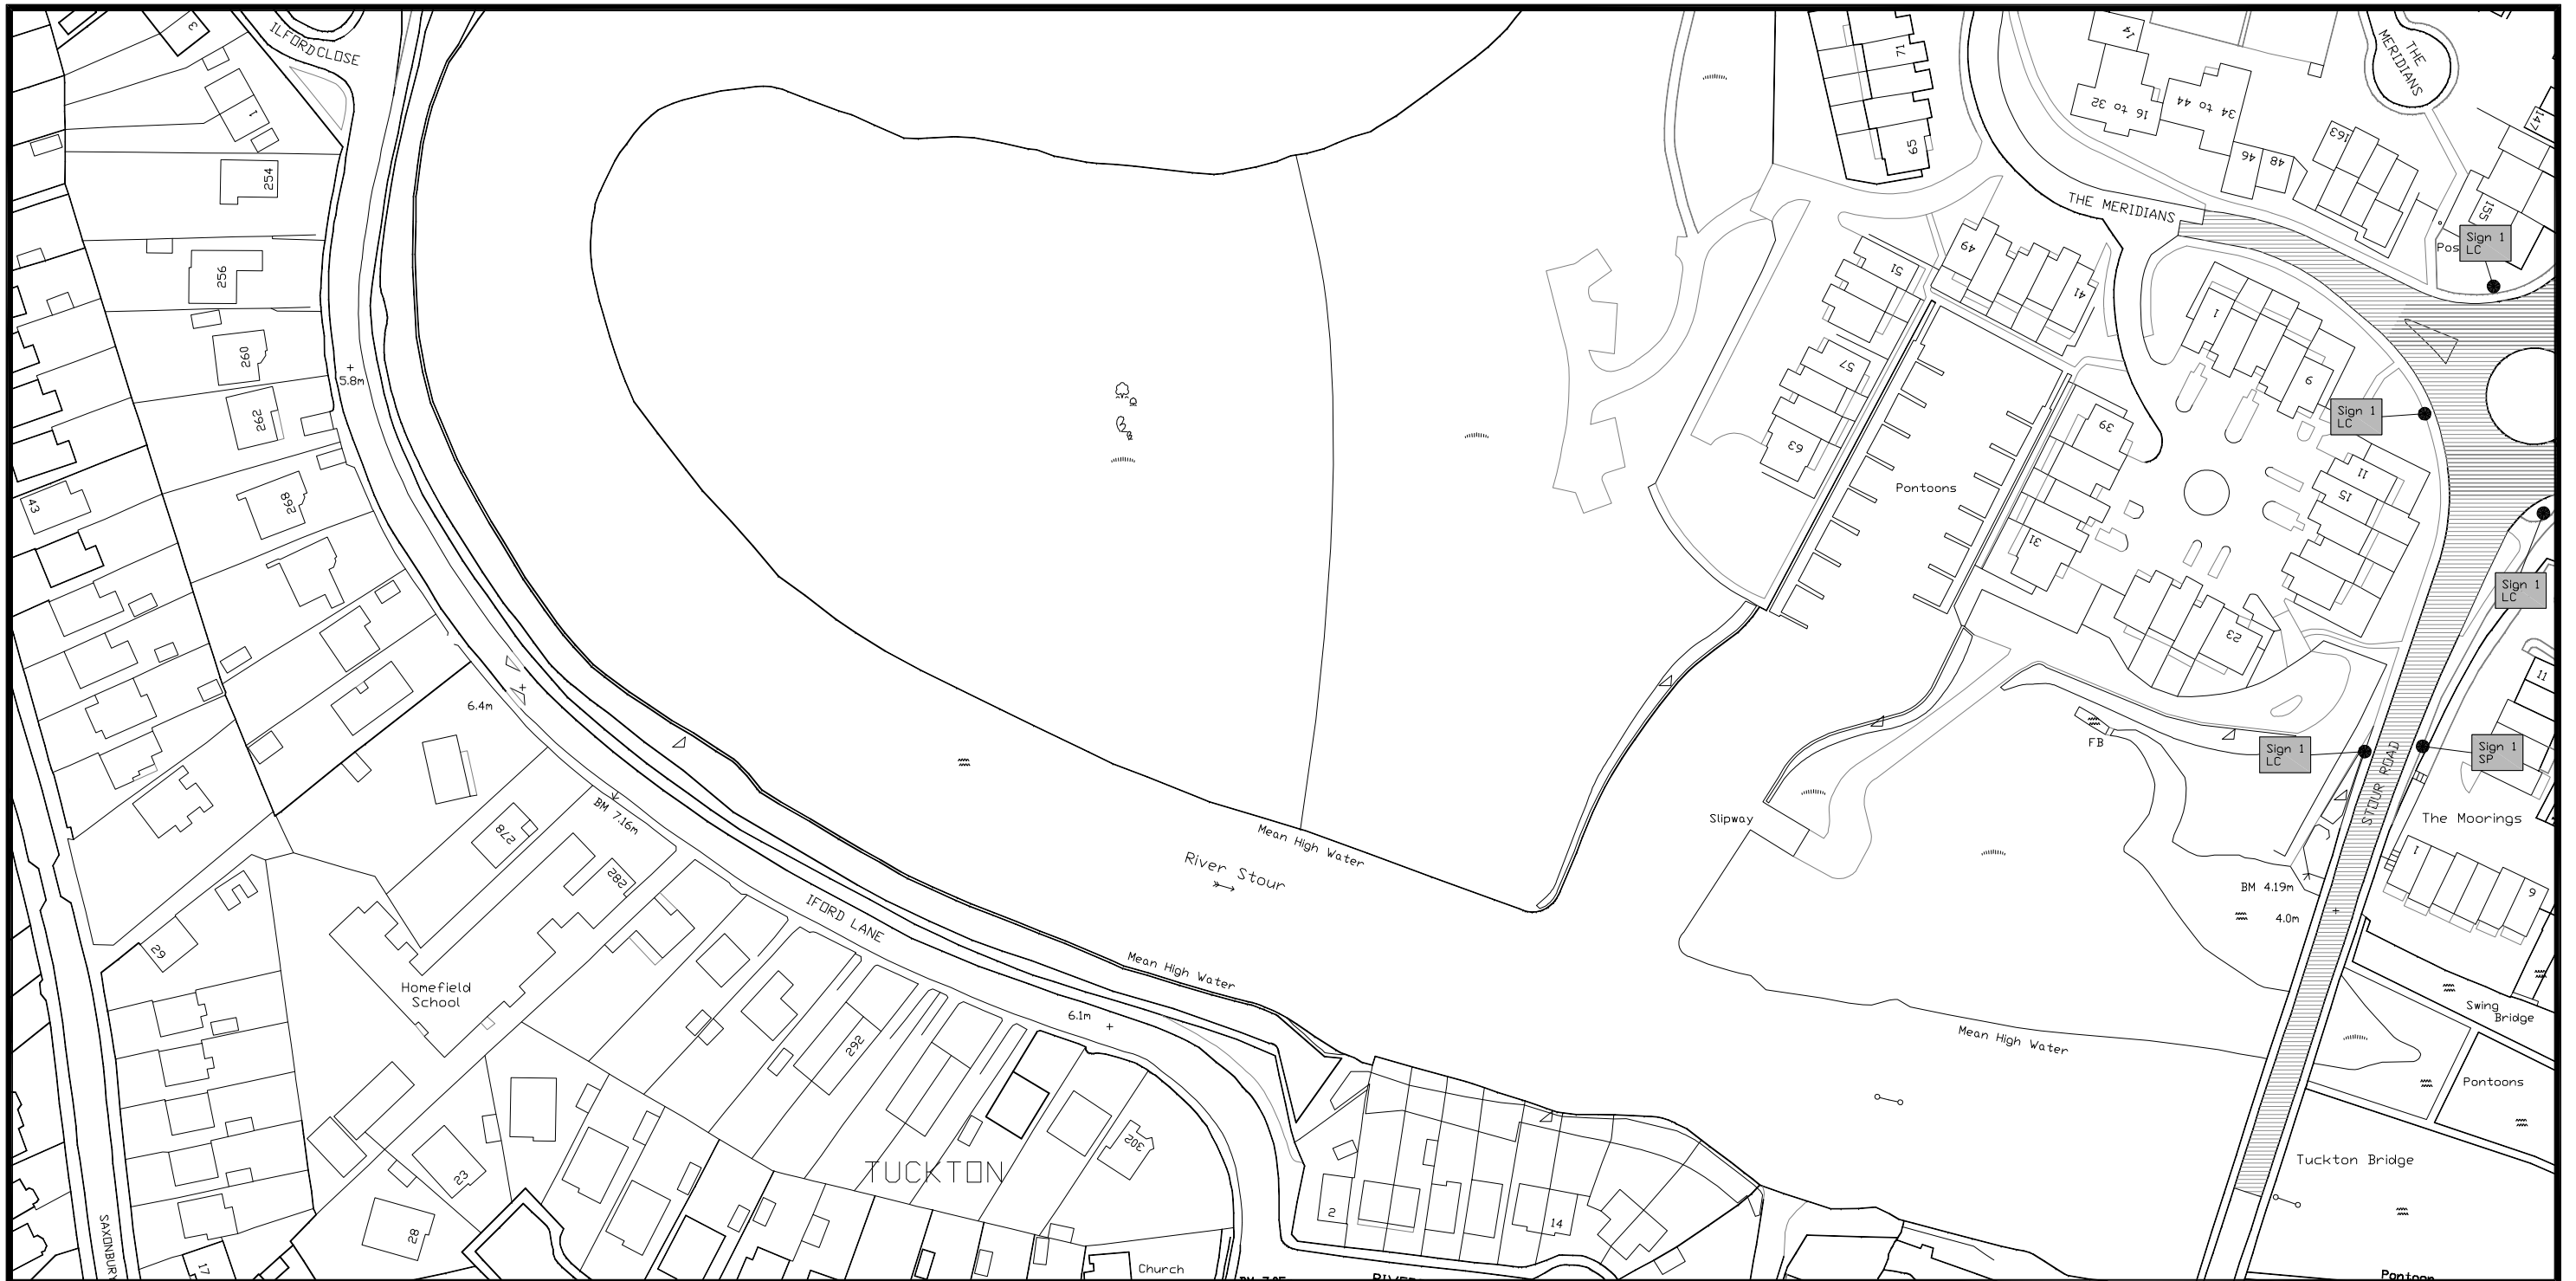 3
ILFORD CLOSE
1
254
256
260
5.8m
262
268
43
6.4m
BM 7.16m
278
282
29
Homefield
School
IFORD LANE
292
6.1m
302
TUCKTON
23
28
17
SAXONBURY
Church
2
14
River Stour
Mean High Water
Mean High Water
Mean High Water
Slipway
Pontoons
71
65
14
16 to 32
34 to 44
46
48
THE
MERIDIANS
163
147
155
Pos
Sign 1
LC
THE MERIDIANS
49
51
41
57
63
39
31
1
9
11
15
23
Sign 1
LC
Sign 1
LC
Sign 1
LC
Sign 1
SP
FB
STOUR ROAD
11
The Moorings
1
9
BM 4.19m
4.0m
Swing
Bridge
Pontoons
Tuckton Bridge
Pontoon